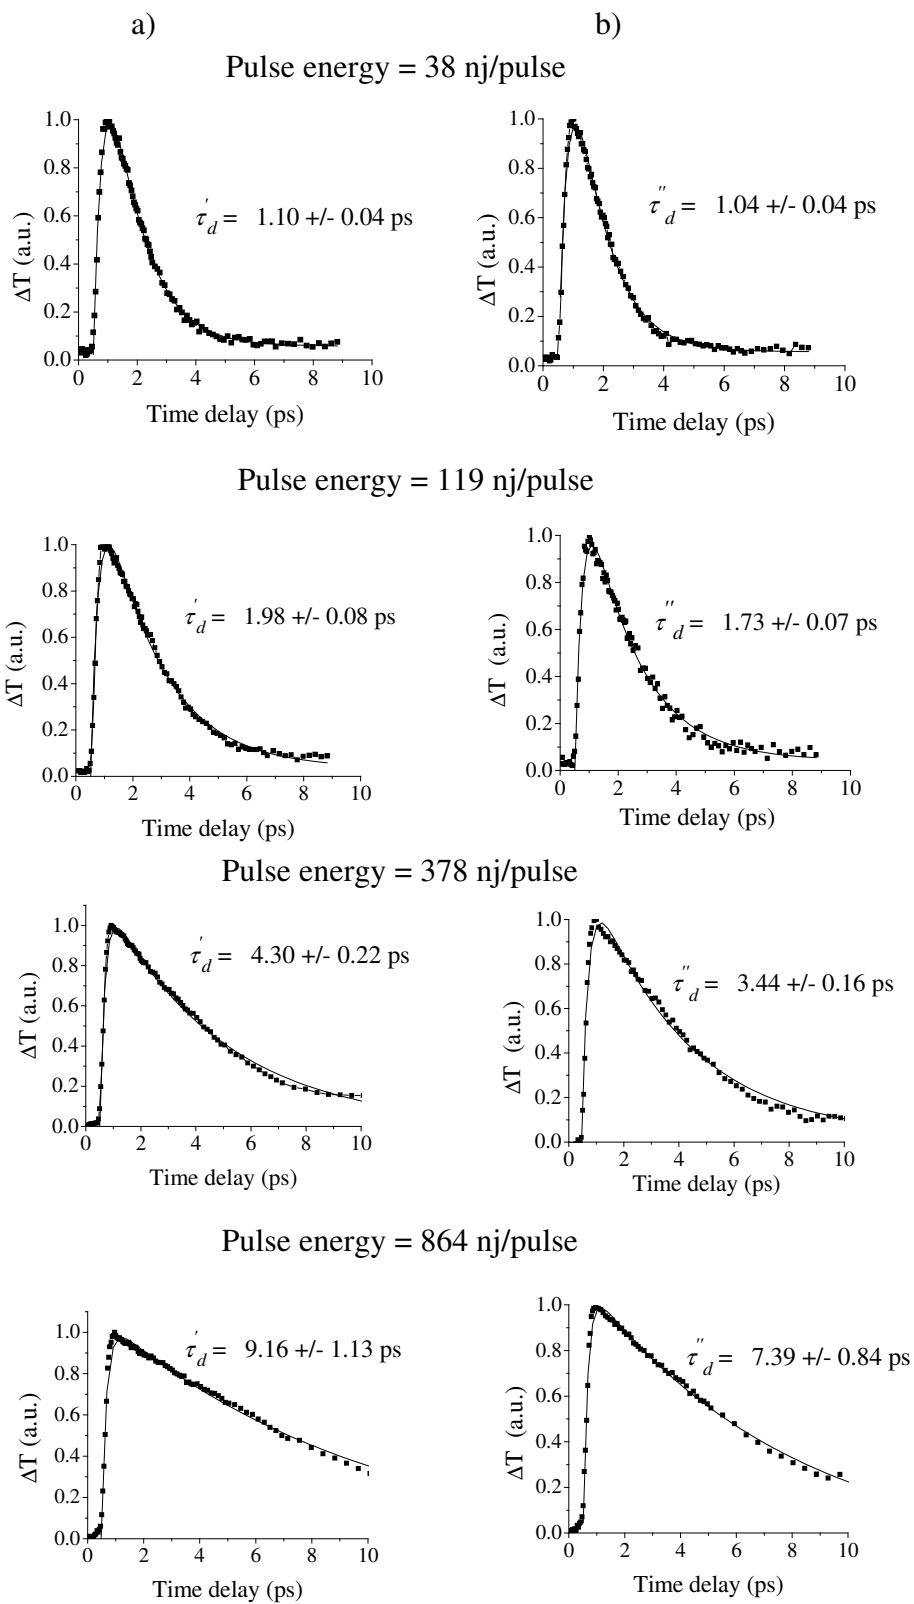 a) b)
Pulse energy = 38 nj/pulse
1.0
0.8
0.6
0.4
0.2
0.0
0 2 4 6 8 10
ΔT (a.u.)
Time delay (ps)
τ'd = 1.10 +/- 0.04 ps
1.0
0.8
0.6
0.4
0.2
0.0
0 2 4 6 8 10
ΔT (a.u.)
Time delay (ps)
τ''d = 1.04 +/- 0.04 ps
Pulse energy = 119 nj/pulse
1.0
0.8
0.6
0.4
0.2
0.0
0 2 4 6 8 10
ΔT (a.u.)
Time delay (ps)
τ'd = 1.98 +/- 0.08 ps
1.0
0.8
0.6
0.4
0.2
0.0
0 2 4 6 8 10
ΔT (a.u.)
Time delay (ps)
τ''d = 1.73 +/- 0.07 ps
Pulse energy = 378 nj/pulse
1.0
0.8
0.6
0.4
0.2
0.0
0 2 4 6 8 10
ΔT (a.u.)
Time delay (ps)
τ'd = 4.30 +/- 0.22 ps
1.0
0.8
0.6
0.4
0.2
0.0
0 2 4 6 8 10
ΔT (a.u.)
Time delay (ps)
τ''d = 3.44 +/- 0.16 ps
Pulse energy = 864 nj/pulse
1.0
0.8
0.6
0.4
0.2
0.0
0 2 4 6 8 10
ΔT (a.u.)
Time delay (ps)
τ'd = 9.16 +/- 1.13 ps
1.0
0.8
0.6
0.4
0.2
0.0
0 2 4 6 8 10
ΔT (a.u.)
Time delay (ps)
τ''d = 7.39 +/- 0.84 ps